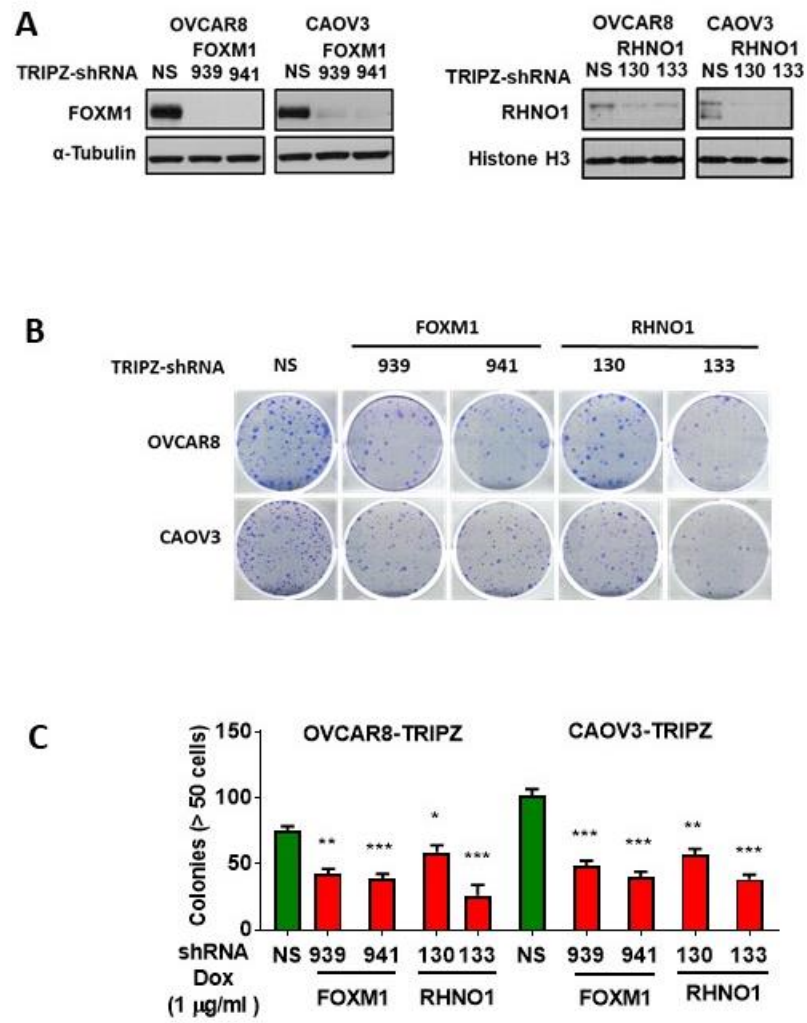 A
OVCAR8 CAOV3
FOXM1 FOXM1
TRIPZ-shRNA NS 939 941 NS 939 941
FOXM1
α-Tubulin
OVCAR8 CAOV3
RHNO1 RHNO1
TRIPZ-shRNA NS 130 133 NS 130 133
RHNO1
Histone H3
B
FOXM1 RHNO1
TRIPZ-shRNA NS 939 941 130 133
OVCAR8
CAOV3
C
Colonies (> 50 cells)
150
100
50
0
OVCAR8-TRIPZ CAOV3-TRIPZ
** *** * *** *** *** ** ***
shRNA NS 939 941 130 133 NS 939 941 130 133
Dox
(1 μg/ml )
FOXM1 RHNO1 FOXM1 RHNO1